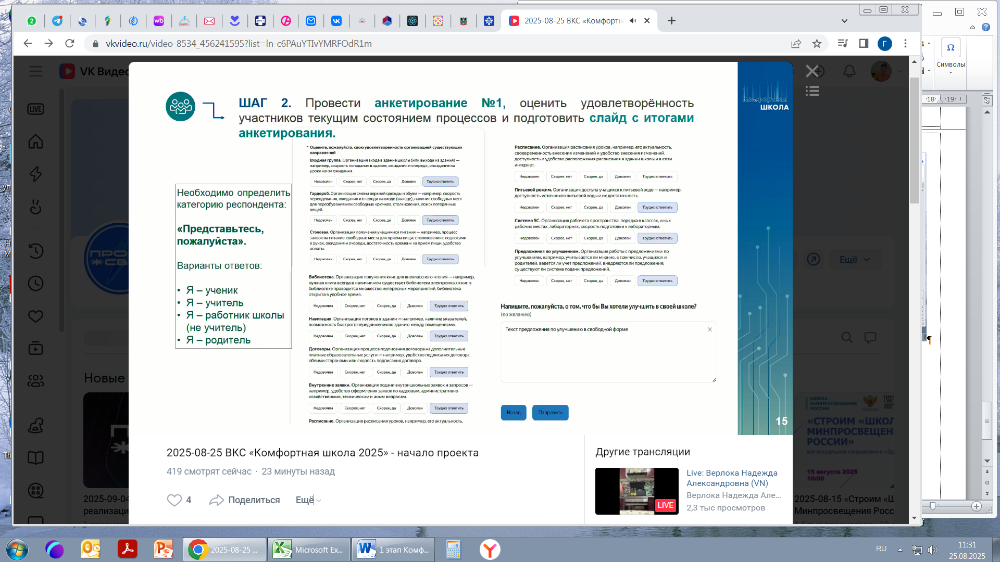 2025-08-25 ВКС «Комфортн
vkvideo.ru/video-8534_456241595?list=ln-c6PAuYTIvYMRFOdR1m
Г
Символы
VK Видео
LIVE
·18· ·19·
Комфортная
ШКОЛА
ШАГ 2. Провести анкетирование №1, оценить удовлетворённость
участников текущим состоянием процессов и подготовить слайд с итогами
анкетирования.
Необходимо определить
категорию респондента:
«Представьтесь,
пожалуйста».
Варианты ответов:
• Я – ученик
• Я – учитель
• Я – работник школы
(не учитель)
• Я – родитель
* Оцените, пожалуйста, свою удовлетворенность организацией существующих
направлений
Входная группа. Организация входа в здание школы (или выхода из здания) —
например, скорость попадания в здание, ожидания и очереди, опоздание на
уроки из-за ожидания.
Недоволен Скорее, нет Скорее, да Доволен Трудно ответить
Гардероб. Организация смены верхней одежды и обуви — например, скорость
переодевания, ожидания и очереди на входе (выходе), наличие свободных мест
для переобувания или свободных крючков, столкновения, поиск потерянных
вещей.
Недоволен Скорее, нет Скорее, да Доволен Трудно ответить
Столовая. Организация получения учащимися питания — например, процесс
заявок на питание, свободные места для приема пищи, столкновения с подносами
в руках, ожидания и очереди, достаточность времени на прием пищи, удобство
оплаты.
Недоволен Скорее, нет Скорее, да Доволен Трудно ответить
Библиотека. Организация получения книг для внеклассного чтения — например,
нужная книга всегда в наличии или существует библиотека электронных книг, в
библиотеке проводится множество интересных мероприятий, библиотека
открыта в удобное время.
Недоволен Скорее, нет Скорее, да Доволен Трудно ответить
Навигация. Организация потоков в здании — например, наличие указателей,
возможность быстрого передвижения по зданию между помещениями.
Недоволен Скорее, нет Скорее, да Доволен Трудно ответить
Договоры. Организация процесса подписания договора на дополнительные
платные образовательные услуги — например, удобство подписания договора
обеими сторонами или скорость подписания договора.
Недоволен Скорее, нет Скорее, да Доволен Трудно ответить
Внутренние заявки. Организация подачи внутришкольных заявок и запросов —
например, удобство оформления заявок по кадровым, административно-
хозяйственным, техническим и иным вопросам.
Недоволен Скорее, нет Скорее, да Доволен Трудно ответить
Расписание. Организация расписания уроков, например, его актуальность,
Расписание. Организация расписания уроков, например, его актуальность,
своевременность внесения изменений и удобство внесения изменений,
доступность и удобство расположения расписания в здании школы и в сети
интернет.
Недоволен Скорее, нет Скорее, да Доволен Трудно ответить
Питьевой режим. Организация доступа учащихся к питьевой воде — например,
доступность источников питьевой воды и их достаточность.
Недоволен Скорее, нет Скорее, да Доволен Трудно ответить
Система 5С. Организация рабочего пространства, порядка в классах, иных
рабочих местах, лабораториях, скорость подготовки к лабораторным.
Недоволен Скорее, нет Скорее, да Доволен Трудно ответить
Предложения по улучшениям. Организация работы с предложениями по
улучшениям, например, учитывается ли мнение, в том числе, учащихся и
родителей, ведется ли учет предложений, внедряются ли предложения,
существуют ли система подачи предложений.
Недоволен Скорее, нет Скорее, да Доволен Трудно ответить
Напишите, пожалуйста, о том, что бы Вы хотели улучшить в своей школе?
(по желанию)
Текст предложения по улучшению в свободной форме
Назад Отправить
15
Ещё
Новые
2025-09-04
реализаци
2025-08-25 ВКС «Комфортная школа 2025» - начало проекта
419 смотрят сейчас · 23 минуты назад
4 Поделиться Ещё
Другие трансляции
Live: Верлока Надежда
Александровна (VN)
Верлока Надежда Але...
2,3 тыс просмотров
LIVE
ШКОЛА
МИНПРОСВЕЩЕНИЯ
РОССИИ
«СТРОИМ «ШКОЛ
МИНПРОСВЕЩЕН
РОССИИ»
магистральное направление «Здо
15 августа 2025
10:00
2025-08-15 «Строим «Ш
Минпросвещения Росс
2025-08-25 ...
Microsoft Ex...
1 этап Комф...
RU
11:31
25.08.2025